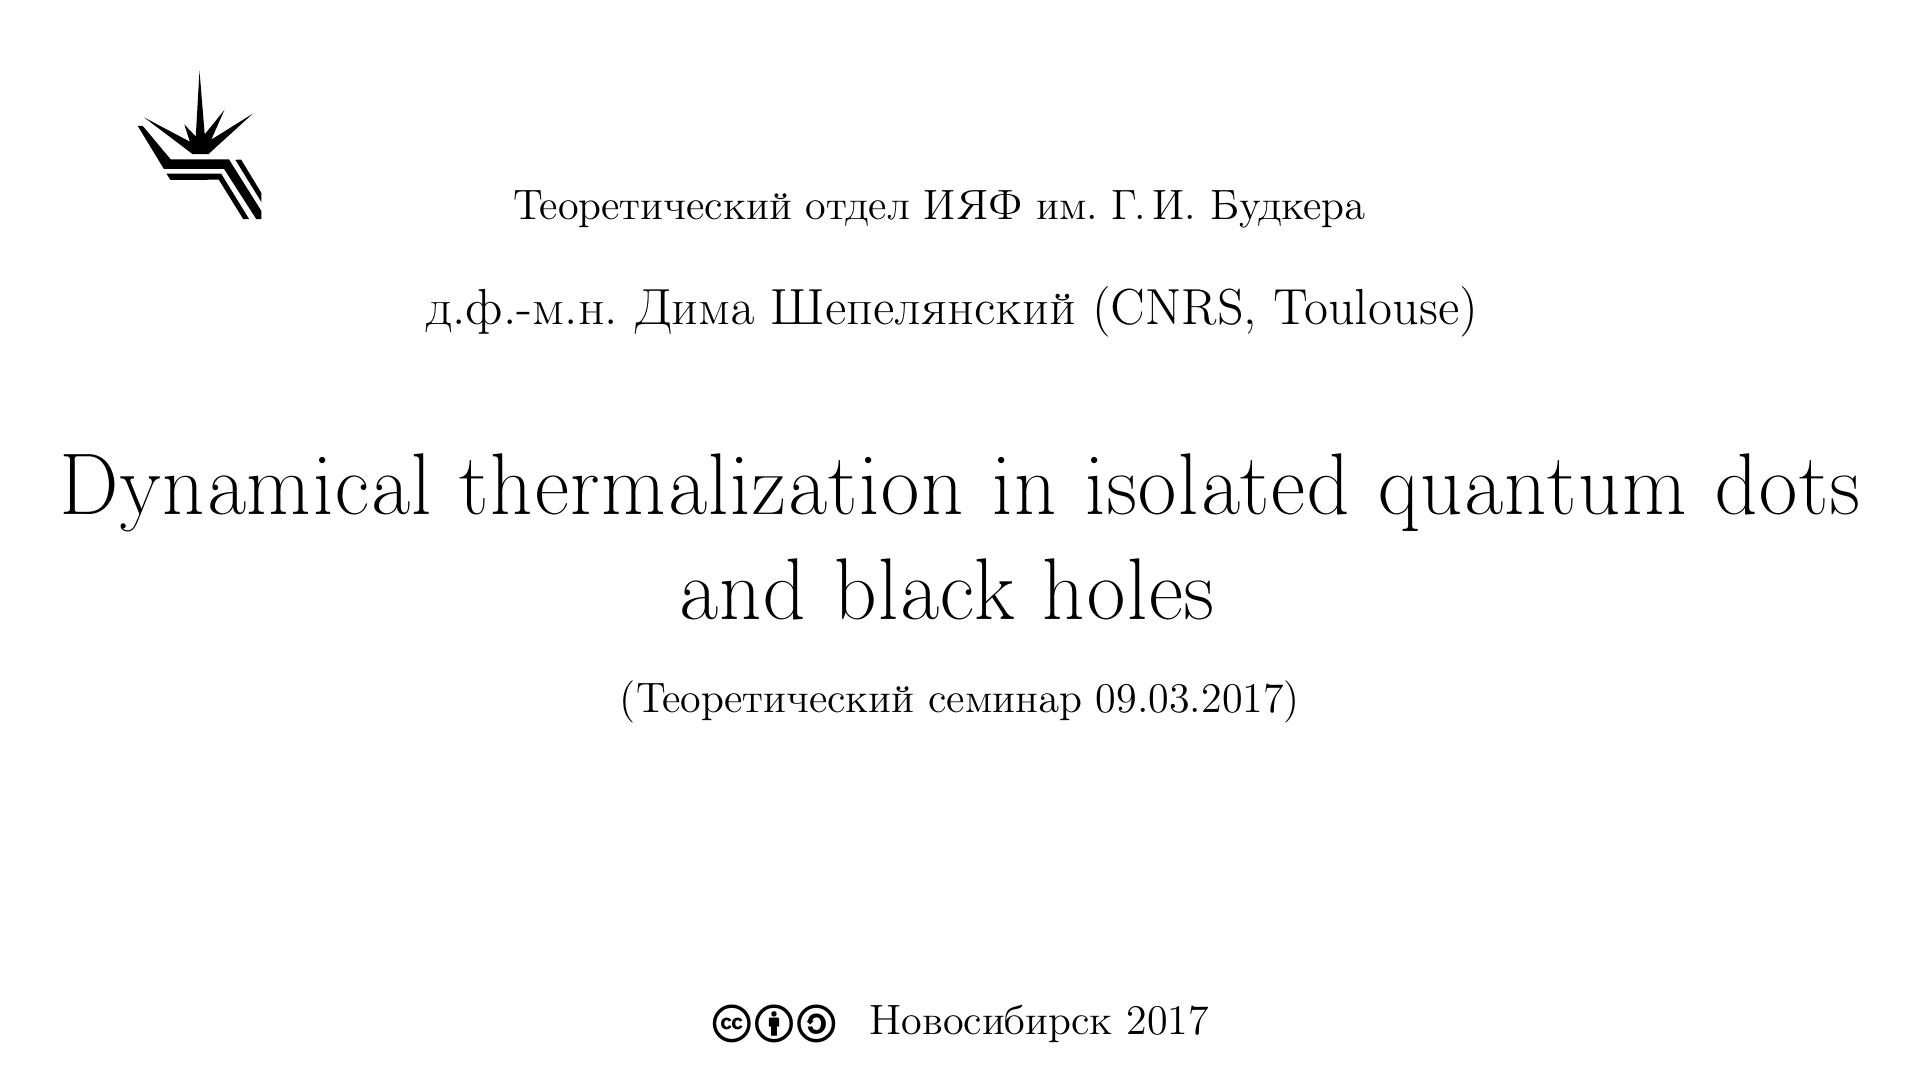 Теоретический отдел ИЯФ им. Г. И. Будкера
д.ф.-м.н. Дима Шепелянский (CNRS, Toulouse)
Dynamical thermalization in isolated quantum dots
and black holes
(Теоретический семинар 09.03.2017)
cc Новосибирск 2017